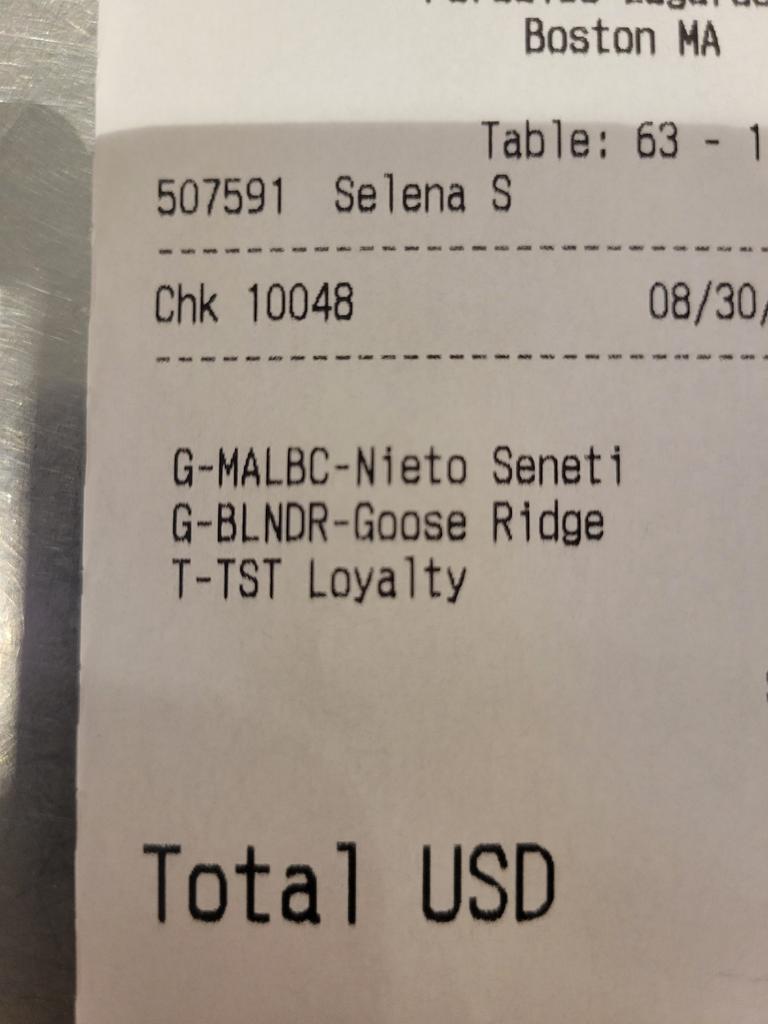 Boston MA
Table: 63 - 1
507591 Selena S
Chk 10048 08/30/
G-MALBC-Nieto Seneti
G-BLNDR-Goose Ridge
T-TST Loyalty
Total USD